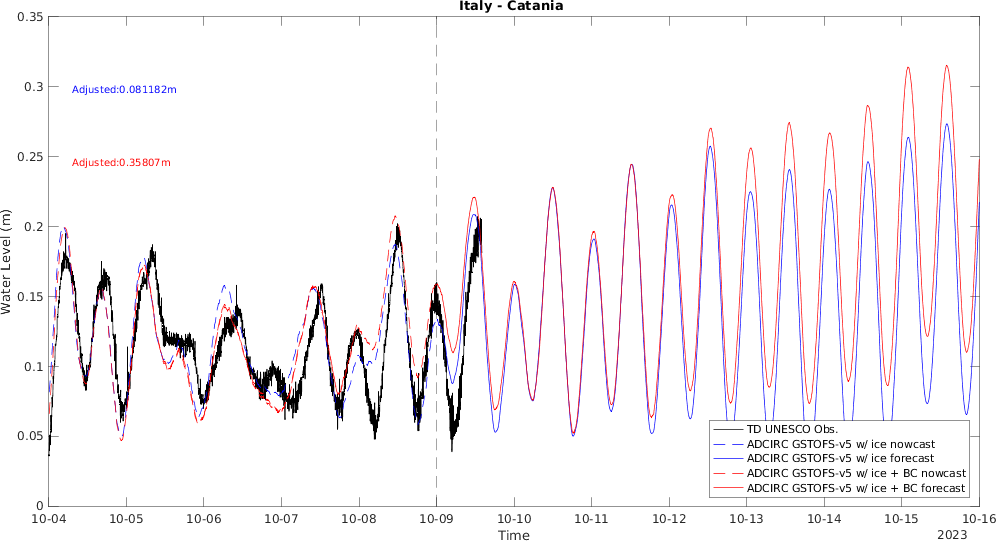 Italy - Catania
0.35
0.3
0.25
0.2
0.15
0.1
0.05
0
Water Level (m)
Adjusted:0.081182m
Adjusted:0.35807m
TD UNESCO Obs.
ADCIRC GSTOFS-v5 w/ ice nowcast
ADCIRC GSTOFS-v5 w/ ice forecast
ADCIRC GSTOFS-v5 w/ ice + BC nowcast
ADCIRC GSTOFS-v5 w/ ice + BC forecast
10-04 10-05 10-06 10-07 10-08 10-09 10-10 10-11 10-12 10-13 10-14 10-15 10-16
Time
2023